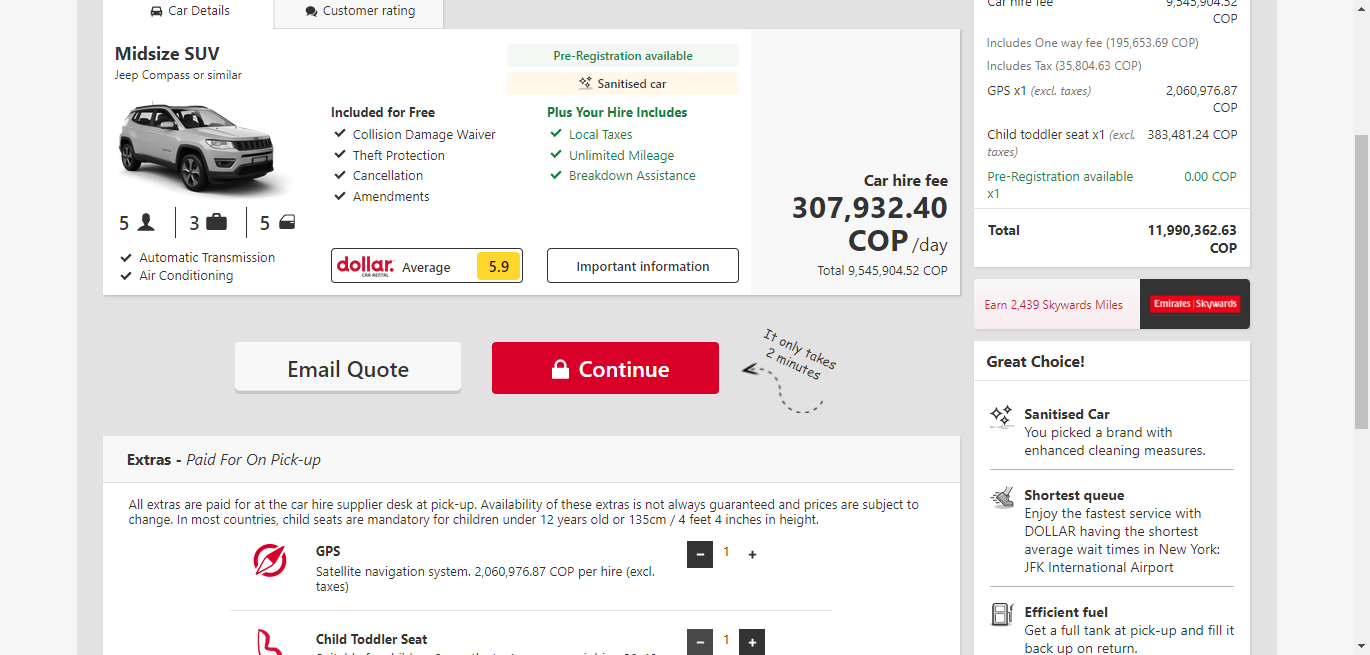 Car Details
Customer rating
Midsize SUV
Jeep Compass or similar
5
3
5
Automatic Transmission
Air Conditioning
Pre-Registration available
Sanitised car
Included for Free
Collision Damage Waiver
Theft Protection
Cancellation
Amendments
Plus Your Hire Includes
Local Taxes
Unlimited Mileage
Breakdown Assistance
dollar.
CAR RENTAL
Average
5.9
Important information
Car hire fee
307,932.40
COP /day
Total 9,545,904.52 COP
Email Quote
Continue
It only takes
2 minutes
Extras - Paid For On Pick-up
All extras are paid for at the car hire supplier desk at pick-up. Availability of these extras is not always guaranteed and prices are subject to
change. In most countries, child seats are mandatory for children under 12 years old or 135cm / 4 feet 4 inches in height.
GPS
Satellite navigation system. 2,060,976.87 COP per hire (excl.
taxes)
- 1 +
Child Toddler Seat
- 1 +
Car hire fee 9,545,904.52
COP
Includes One way fee (195,653.69 COP)
Includes Tax (35,804.63 COP)
GPS x1 (excl. taxes) 2,060,976.87
COP
Child toddler seat x1 (excl. 383,481.24 COP
taxes)
Pre-Registration available 0.00 COP
x1
Total 11,990,362.63
COP
Earn 2,439 Skywards Miles
Emirates | Skywards
Great Choice!
Sanitised Car
You picked a brand with
enhanced cleaning measures.
Shortest queue
Enjoy the fastest service with
DOLLAR having the shortest
average wait times in New York:
JFK International Airport
Efficient fuel
Get a full tank at pick-up and fill it
back up on return.